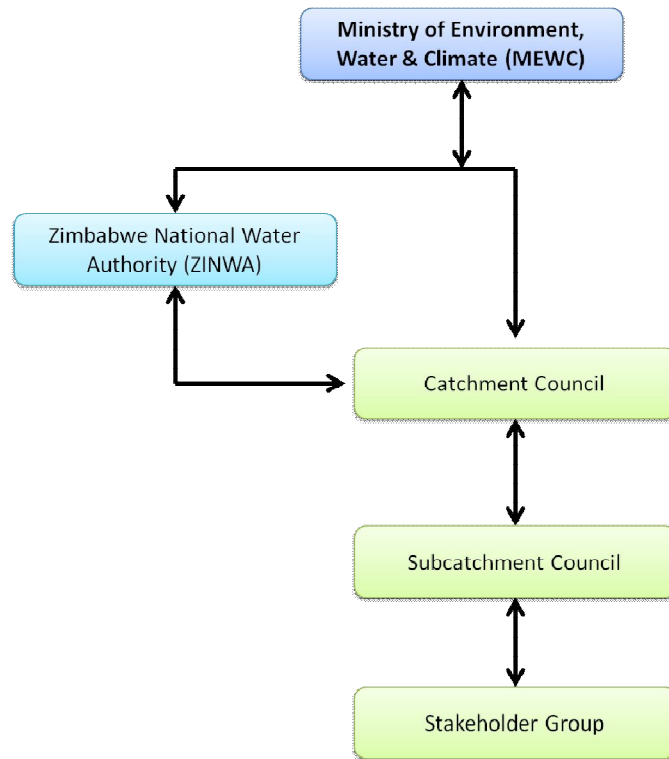 Ministry of Environment,
Water & Climate (MEWC)
Zimbabwe National Water
Authority (ZINWA)
Catchment Council
Subcatchment Council
Stakeholder Group